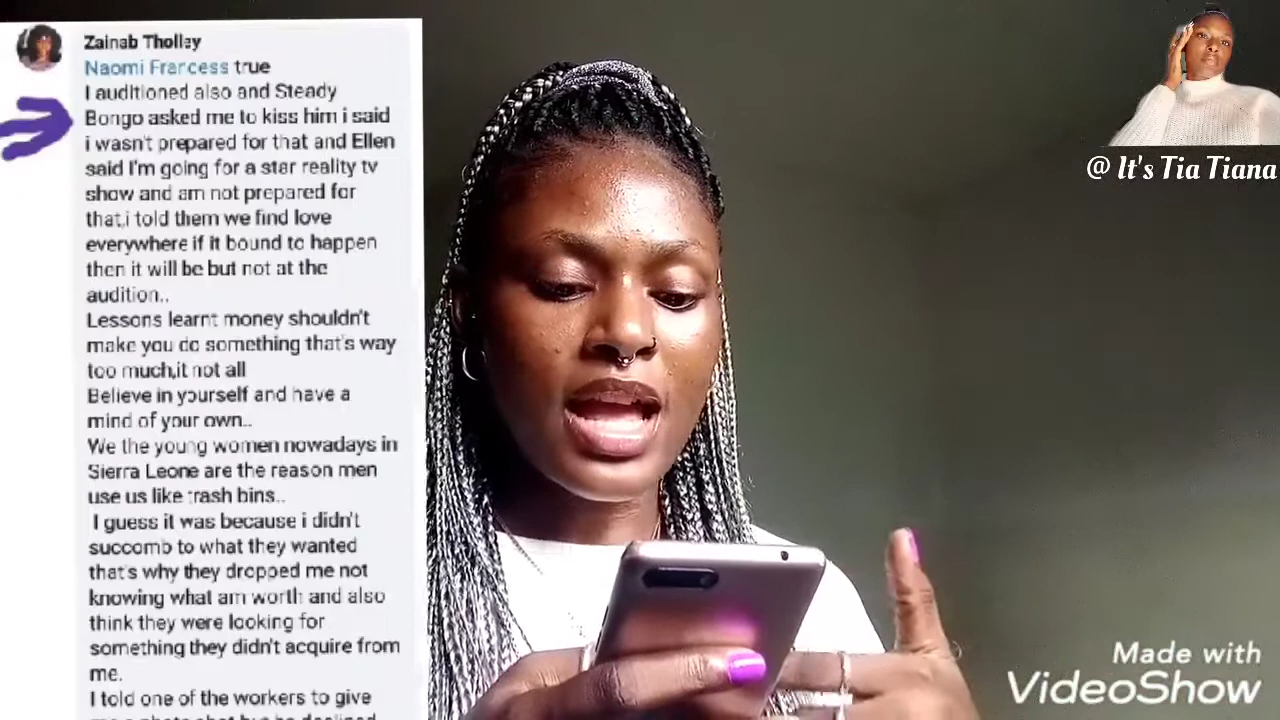 Zainab Tholley
Naomi Francess true
I auditioned also and Steady
Bongo asked me to kiss him i said
i wasn't prepared for that and Ellen
said I'm going for a star reality tv
show and am not prepared for
that,i told them we find love
everywhere if it bound to happen
then it will be but not at the
audition..
Lessons learnt money shouldn't
make you do something that's way
too much,it not all
Believe in yourself and have a
mind of your own..
We the young women nowadays in
Sierra Leone are the reason men
use us like trash bins..
I guess it was because i didn't
succomb to what they wanted
that's why they dropped me not
knowing what am worth and also
think they were looking for
something they didn't acquire from
me.
I told one of the workers to give
@ It's Tia Tiana
Made with
VideoShow